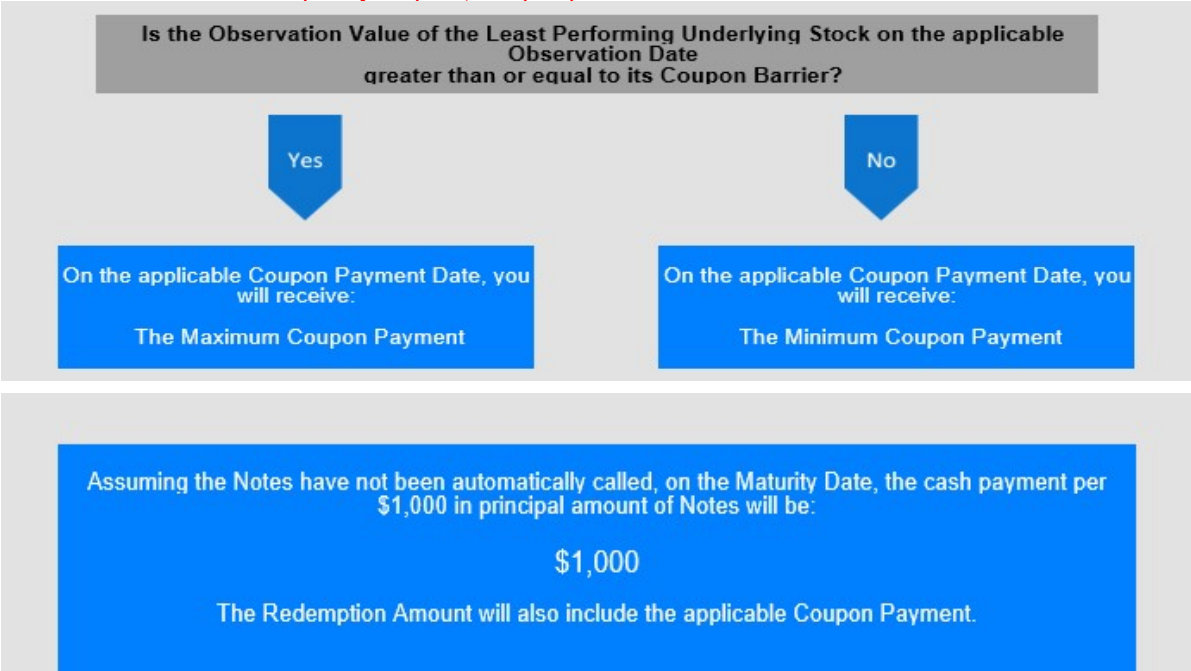 Is the Observation Value of the Least Performing Underlying Stock on the applicable
Observation Date
greater than or equal to its Coupon Barrier?
Yes
No
On the applicable Coupon Payment Date, you
will receive:
The Maximum Coupon Payment
On the applicable Coupon Payment Date, you
will receive:
The Minimum Coupon Payment
Assuming the Notes have not been automatically called, on the Maturity Date, the cash payment per
$1,000 in principal amount of Notes will be:
$1,000
The Redemption Amount will also include the applicable Coupon Payment.